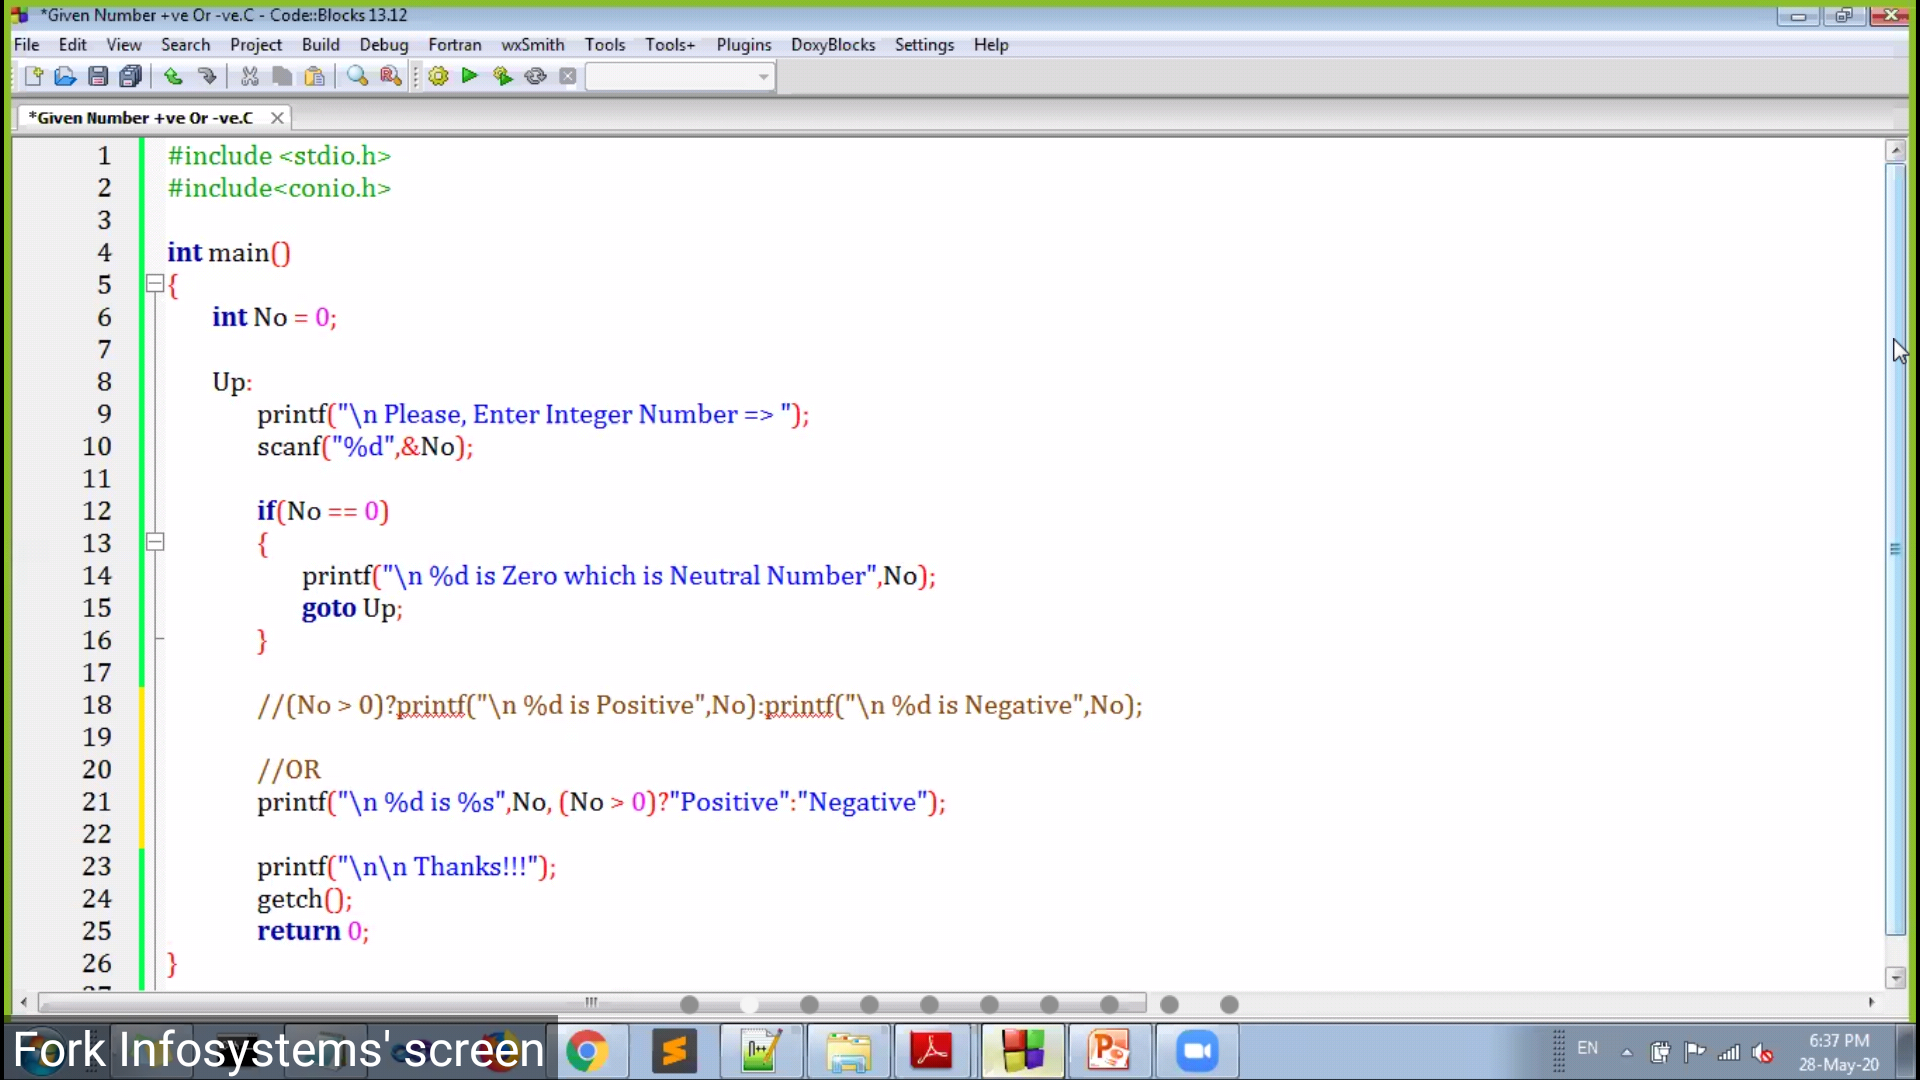 *Given Number +ve Or -ve.C - Code::Blocks 13.12
File Edit View Search Project Build Debug Fortran wxSmith Tools Tools+ Plugins DoxyBlocks Settings Help
*Given Number +ve Or -ve.C
1 #include <stdio.h>
2 #include<conio.h>
3
4 int main()
5 {
6 int No = 0;
7
8 Up:
9 printf("\n Please, Enter Integer Number => ");
10 scanf("%d",&No);
11
12 if(No == 0)
13 {
14 printf("\n %d is Zero which is Neutral Number",No);
15 goto Up;
16 }
17
18 //(No > 0)?printf("\n %d is Positive",No):printf("\n %d is Negative",No);
19
20 //OR
21 printf("\n %d is %s",No, (No > 0)?"Positive":"Negative");
22
23 printf("\n\n Thanks!!!");
24 getch();
25 return 0;
26 }
Fork Infosystems' screen
EN
6:37 PM
28-May-20